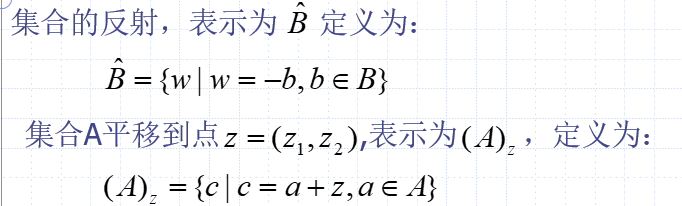 集合的反射，表示为 B̂ 定义为：
B̂ = {w | w = −b, b ∈ B}
集合A平移到点 z = (z₁, z₂),表示为 (A)_z ，定义为：
(A)_z = {c | c = a + z, a ∈ A}